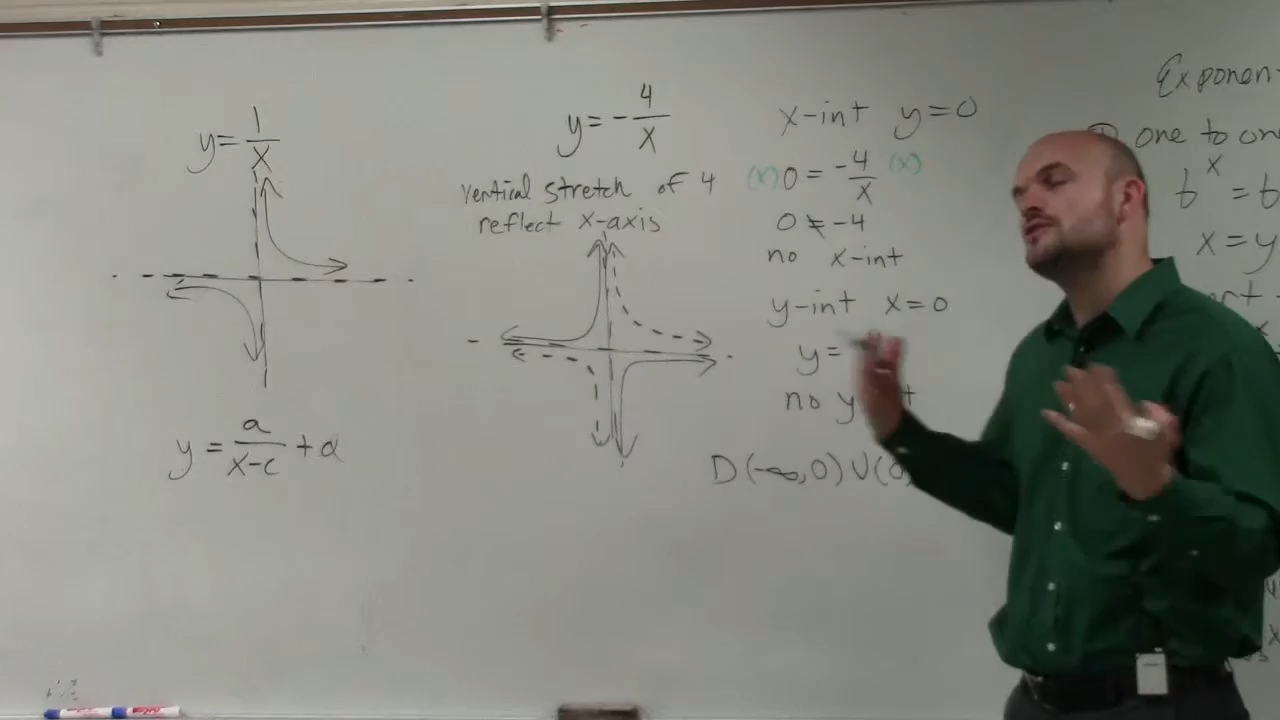 y = 1/x
y = a/(x-c) + d
y = - 4/x
vertical stretch of 4
reflect x-axis
x-int y=0
(x) 0 = -4/x (x)
0 ≠ -4
no x-int
y-int x=0
y=
no y
D(-∞,0)∪(0,
Exponen
① one to on
b^x = b
x = y